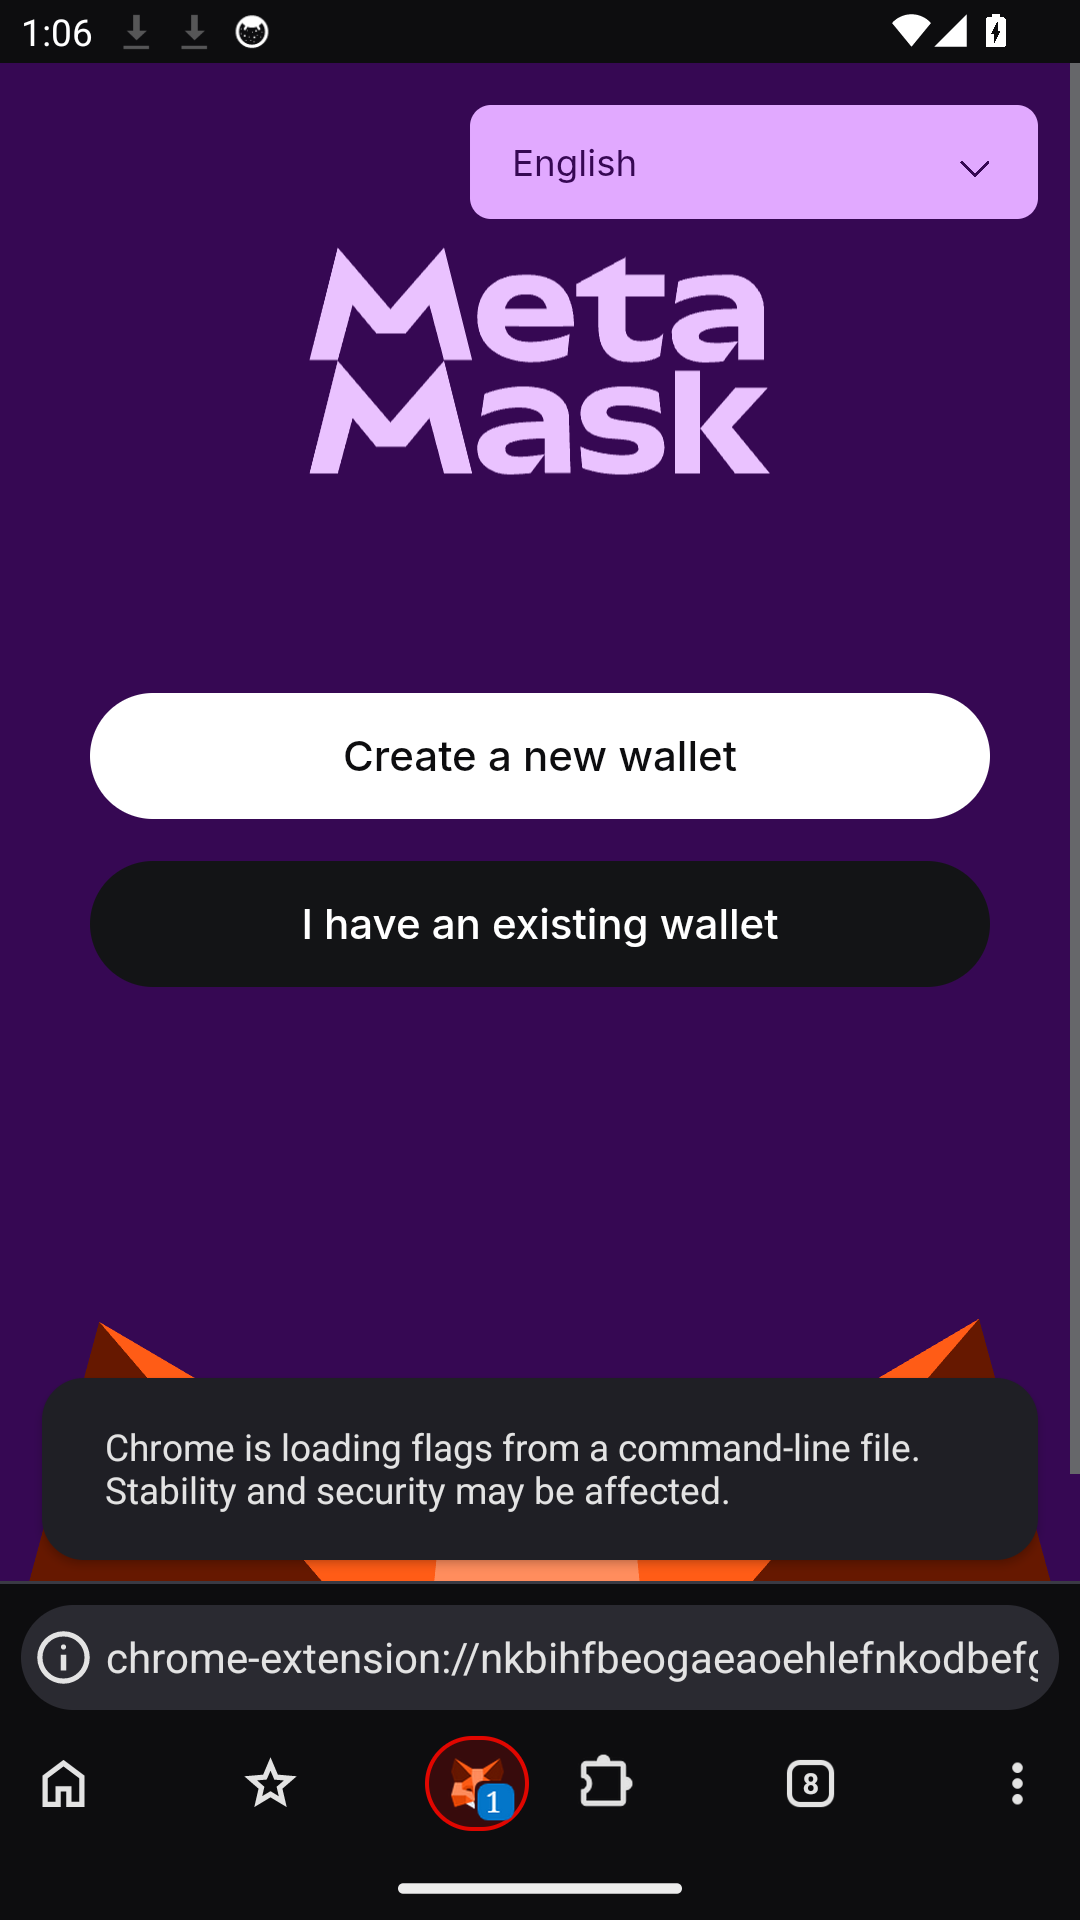 1:06
English
Meta
Mask
Create a new wallet
I have an existing wallet
Chrome is loading flags from a command-line file.
Stability and security may be affected.
chrome-extension://nkbihfbeogaeaoehlefnkodbefg
1
8